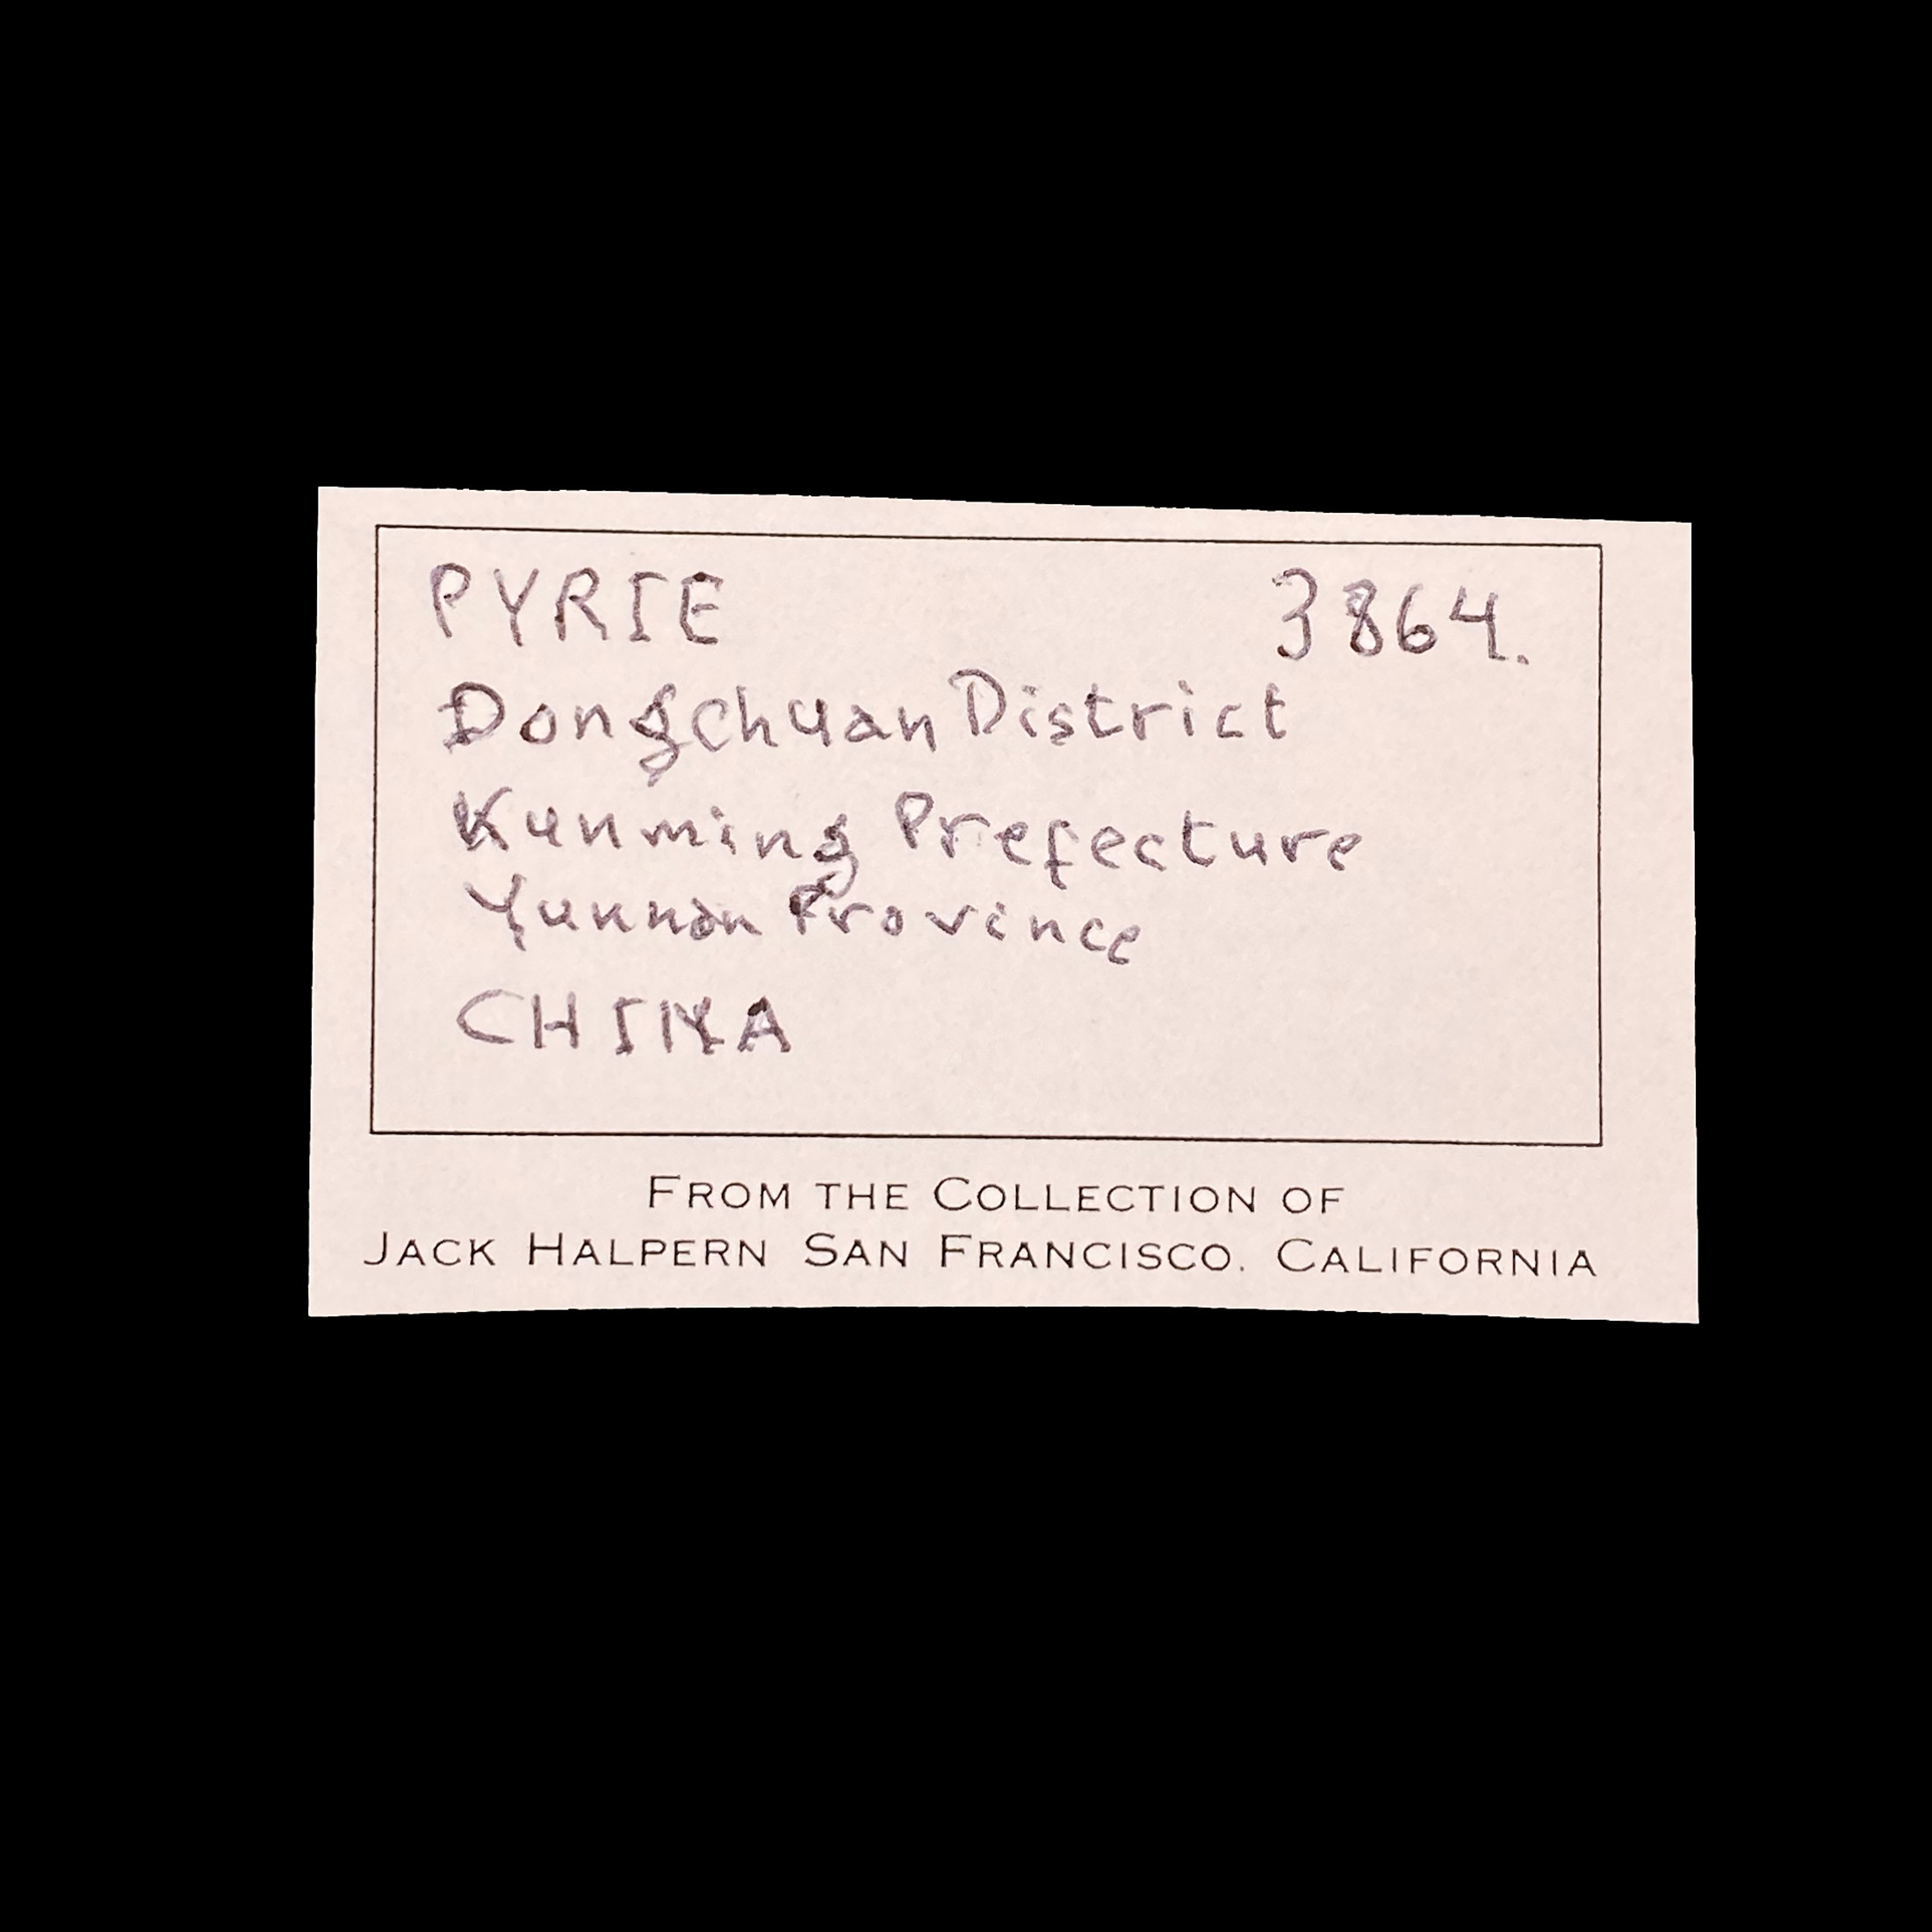 PYRIE 3864.
Dongchuan District
Kunming Prefecture
Yunnan Province
CHINA
FROM THE COLLECTION OF
JACK HALPERN SAN FRANCISCO, CALIFORNIA